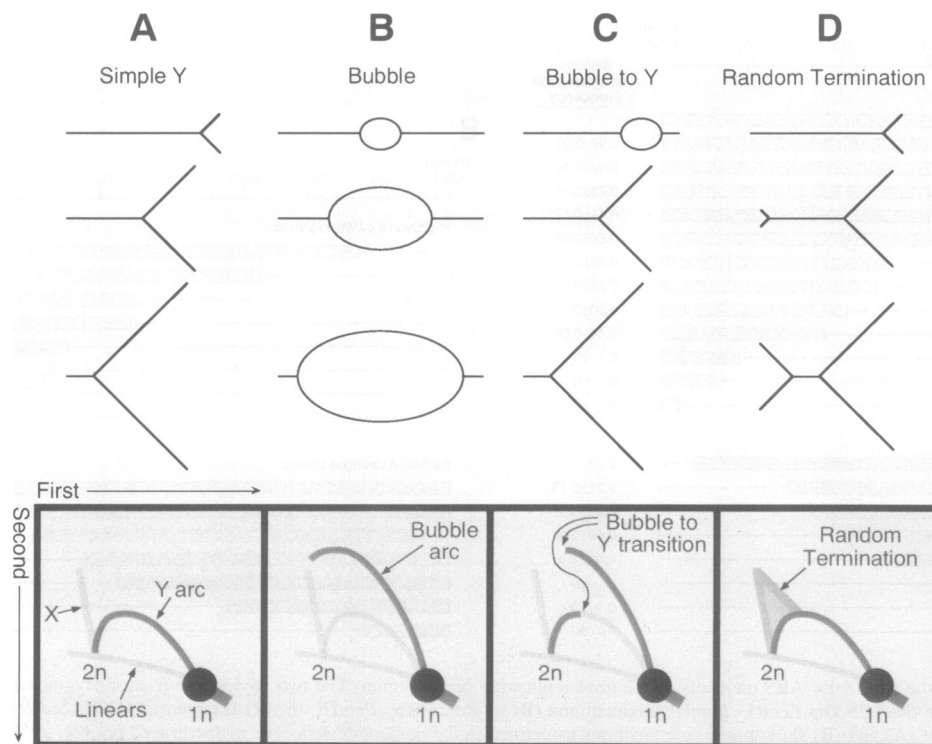 A B C D
Simple Y Bubble Bubble to Y Random Termination
First
Second
X
Y arc
2n
Linears
1n
Bubble
arc
2n
1n
Bubble to
Y transition
2n
1n
Random
Termination
2n
1n